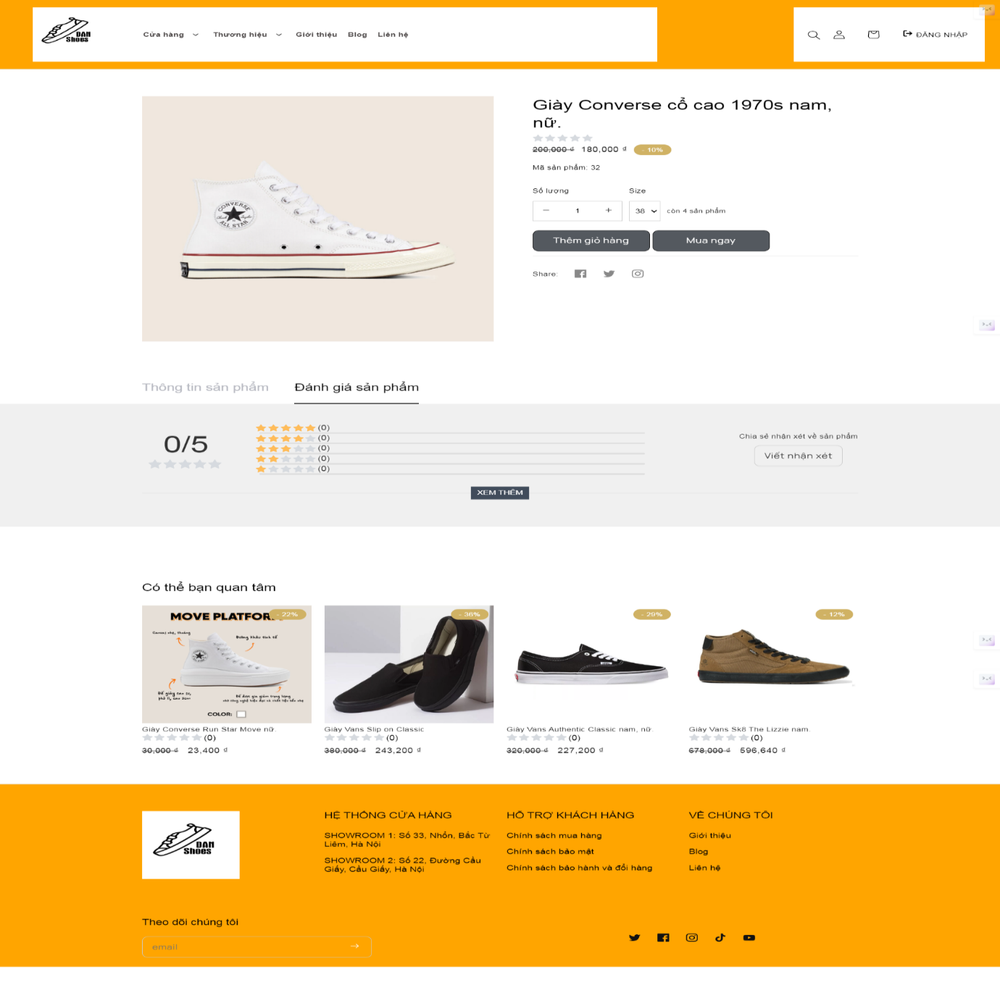 DAN
Shoes
Cửa hàng
Thương hiệu
Giới thiệu
Blog
Liên hệ
ĐĂNG NHẬP
CONVERSE
ALL STAR
Giày Converse cổ cao 1970s nam,
nữ.
200,000 ₫ 180,000 ₫ - 10%
Mã sản phẩm: 32
Số lượng
Size
1
38
còn 4 sản phẩm
Thêm giỏ hàng
Mua ngay
Share:
Thông tin sản phẩm
Đánh giá sản phẩm
0/5
(0)
(0)
(0)
(0)
(0)
Chia sẻ nhận xét về sản phẩm
Viết nhận xét
XEM THÊM
Có thể bạn quan tâm
MOVE PLATFORM
- 22%
Canvas nhẹ, thoáng
Đường khâu tinh tế
Đế giày cao su,
COLOR:
Giày Converse Run Star Move nữ.
(0)
30,000 ₫ 23,400 ₫
- 36%
Giày Vans Slip on Classic
(0)
380,000 ₫ 243,200 ₫
- 29%
Giày Vans Authentic Classic nam, nữ.
(0)
320,000 ₫ 227,200 ₫
- 12%
Giày Vans Sk8 The Lizzie nam.
(0)
678,000 ₫ 596,640 ₫
DAN
Shoes
HỆ THỐNG CỬA HÀNG
SHOWROOM 1: Số 33, Nhổn, Bắc Từ
Liêm, Hà Nội
SHOWROOM 2: Số 22, Đường Cầu
Giấy, Cầu Giấy, Hà Nội
HỖ TRỢ KHÁCH HÀNG
Chính sách mua hàng
Chính sách bảo mật
Chính sách bảo hành và đổi hàng
VỀ CHÚNG TÔI
Giới thiệu
Blog
Liên hệ
Theo dõi chúng tôi
email